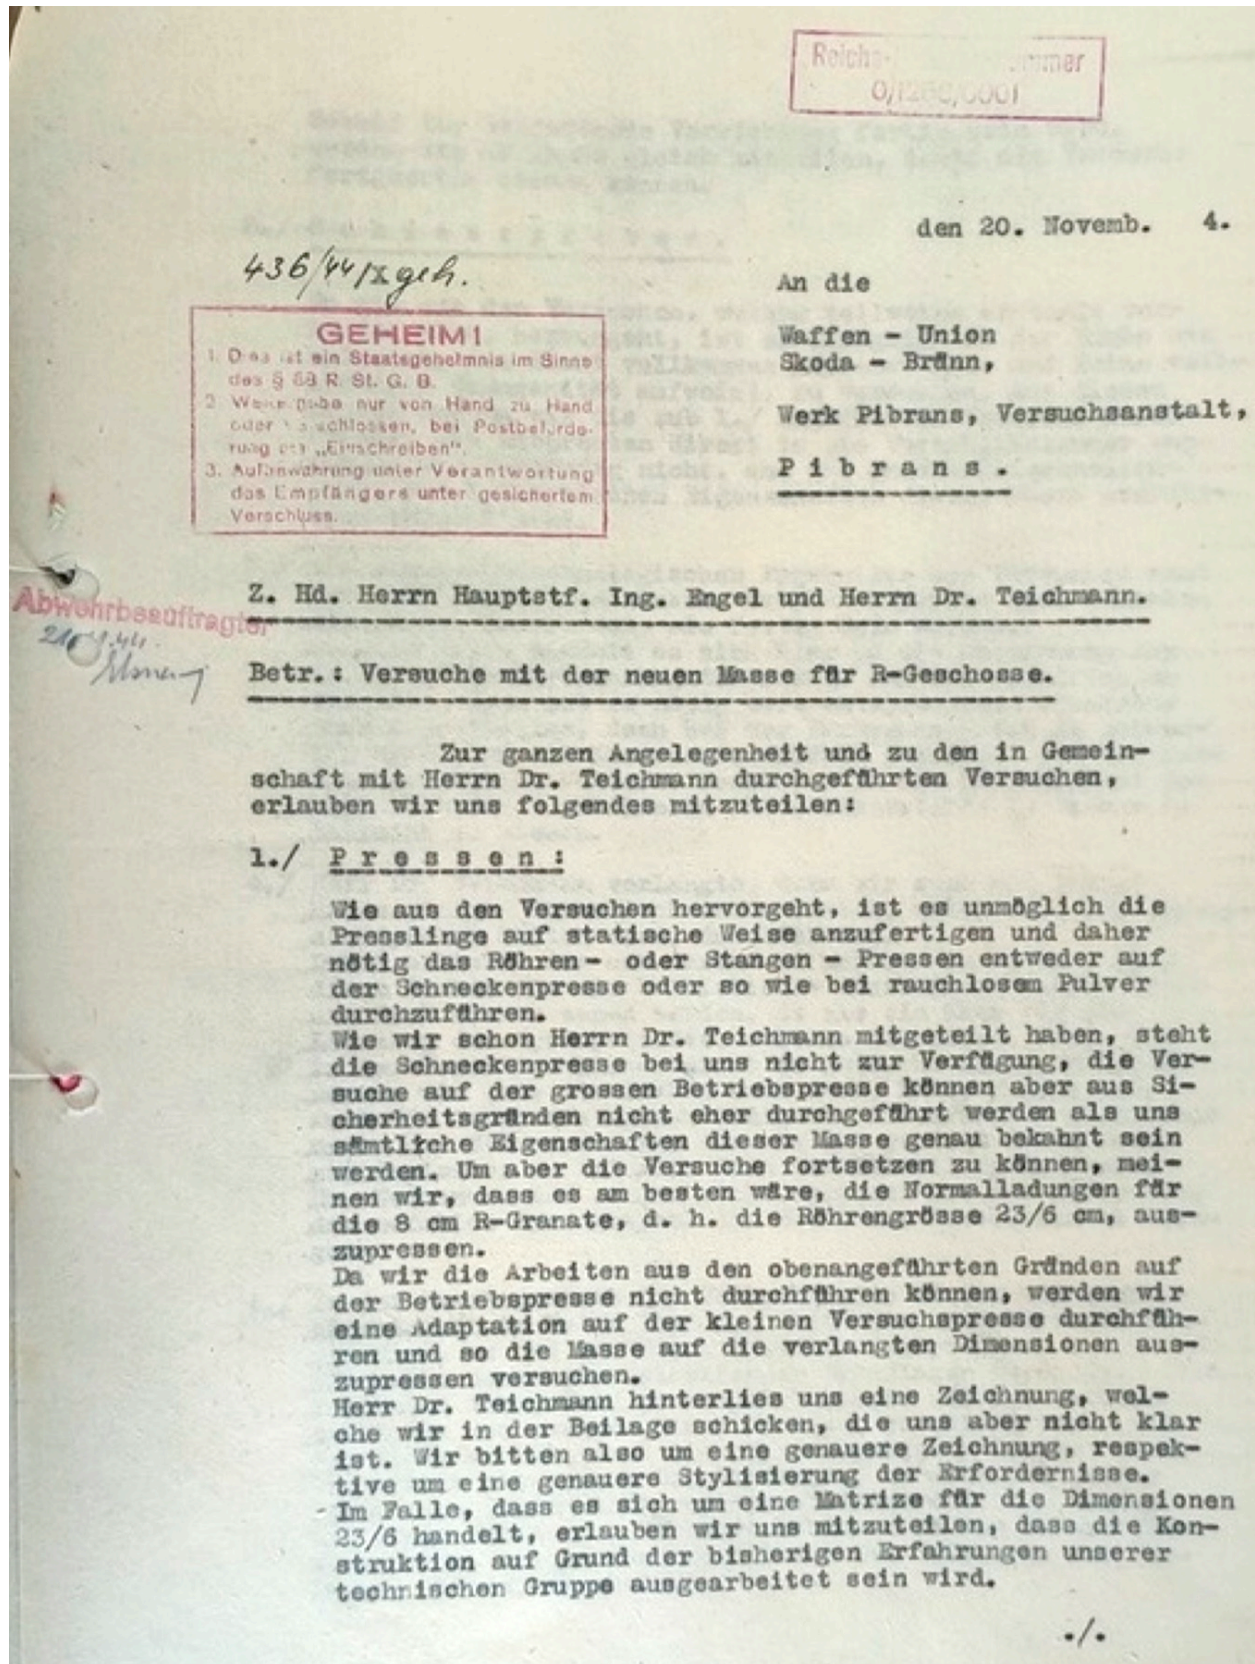 Reichs-
0/1260/0001
den 20. Novemb. 4.
436/44/ geh.
An die
GEHEIM!
1. Dies ist ein Staatsgeheimnis im Sinne
des § 88 R. St. G. B.
2. Weitergabe nur von Hand zu Hand
oder verschlossen, bei Postbeförde-
rung als „Einschreiben".
3. Aufbewahrung unter Verantwortung
des Empfängers unter gesichertem
Verschluss.
Waffen - Union
Skoda - Brünn,
Werk Pibrans, Versuchsanstalt,
Pibrans.
Z. Hd. Herrn Hauptstf. Ing. Engel und Herrn Dr. Teichmann.
Abwehrbeauftragter
Betr.: Versuche mit der neuen Masse für R-Geschosse.
Zur ganzen Angelegenheit und zu den in Gemein-
schaft mit Herrn Dr. Teichmann durchgeführten Versuchen,
erlauben wir uns folgendes mitzuteilen:
1./ Pressen:
Wie aus den Versuchen hervorgeht, ist es unmöglich die
Presslinge auf statische Weise anzufertigen und daher
nötig das Röhren- oder Stangen - Pressen entweder auf
der Schneckenpresse oder so wie bei rauchlosem Pulver
durchzuführen.
Wie wir schon Herrn Dr. Teichmann mitgeteilt haben, steht
die Schneckenpresse bei uns nicht zur Verfügung, die Ver-
suche auf der grossen Betriebspresse können aber aus Si-
cherheitsgründen nicht eher durchgeführt werden als uns
sämtliche Eigenschaften dieser Masse genau bekahnt sein
werden. Um aber die Versuche fortsetzen zu können, mei-
nen wir, dass es am besten wäre, die Normalladungen für
die 8 cm R-Granate, d. h. die Röhrengrösse 23/6 cm, aus-
zupressen.
Da wir die Arbeiten aus den obenangeführten Gründen auf
der Betriebspresse nicht durchführen können, werden wir
eine Adaptation auf der kleinen Versuchspresse durchfüh-
ren und so die Masse auf die verlangten Dimensionen aus-
zupressen versuchen.
Herr Dr. Teichmann hinterlies uns eine Zeichnung, wel-
che wir in der Beilage schicken, die uns aber nicht klar
ist. Wir bitten also um eine genauere Zeichnung, respek-
tive um eine genauere Stylisierung der Erfordernisse.
- Im Falle, dass es sich um eine Matrize für die Dimensionen
23/6 handelt, erlauben wir uns mitzuteilen, dass die Kon-
struktion auf Grund der bisherigen Erfahrungen unserer
technischen Gruppe ausgearbeitet sein wird.
./.